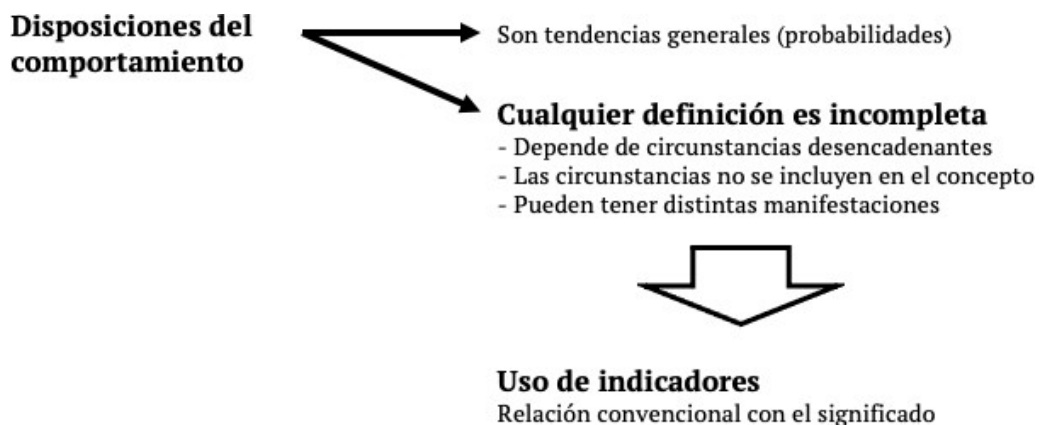 Disposiciones del
comportamiento
Son tendencias generales (probabilidades)
Cualquier definición es incompleta
- Depende de circunstancias desencadenantes
- Las circunstancias no se incluyen en el concepto
- Pueden tener distintas manifestaciones
Uso de indicadores
Relación convencional con el significado